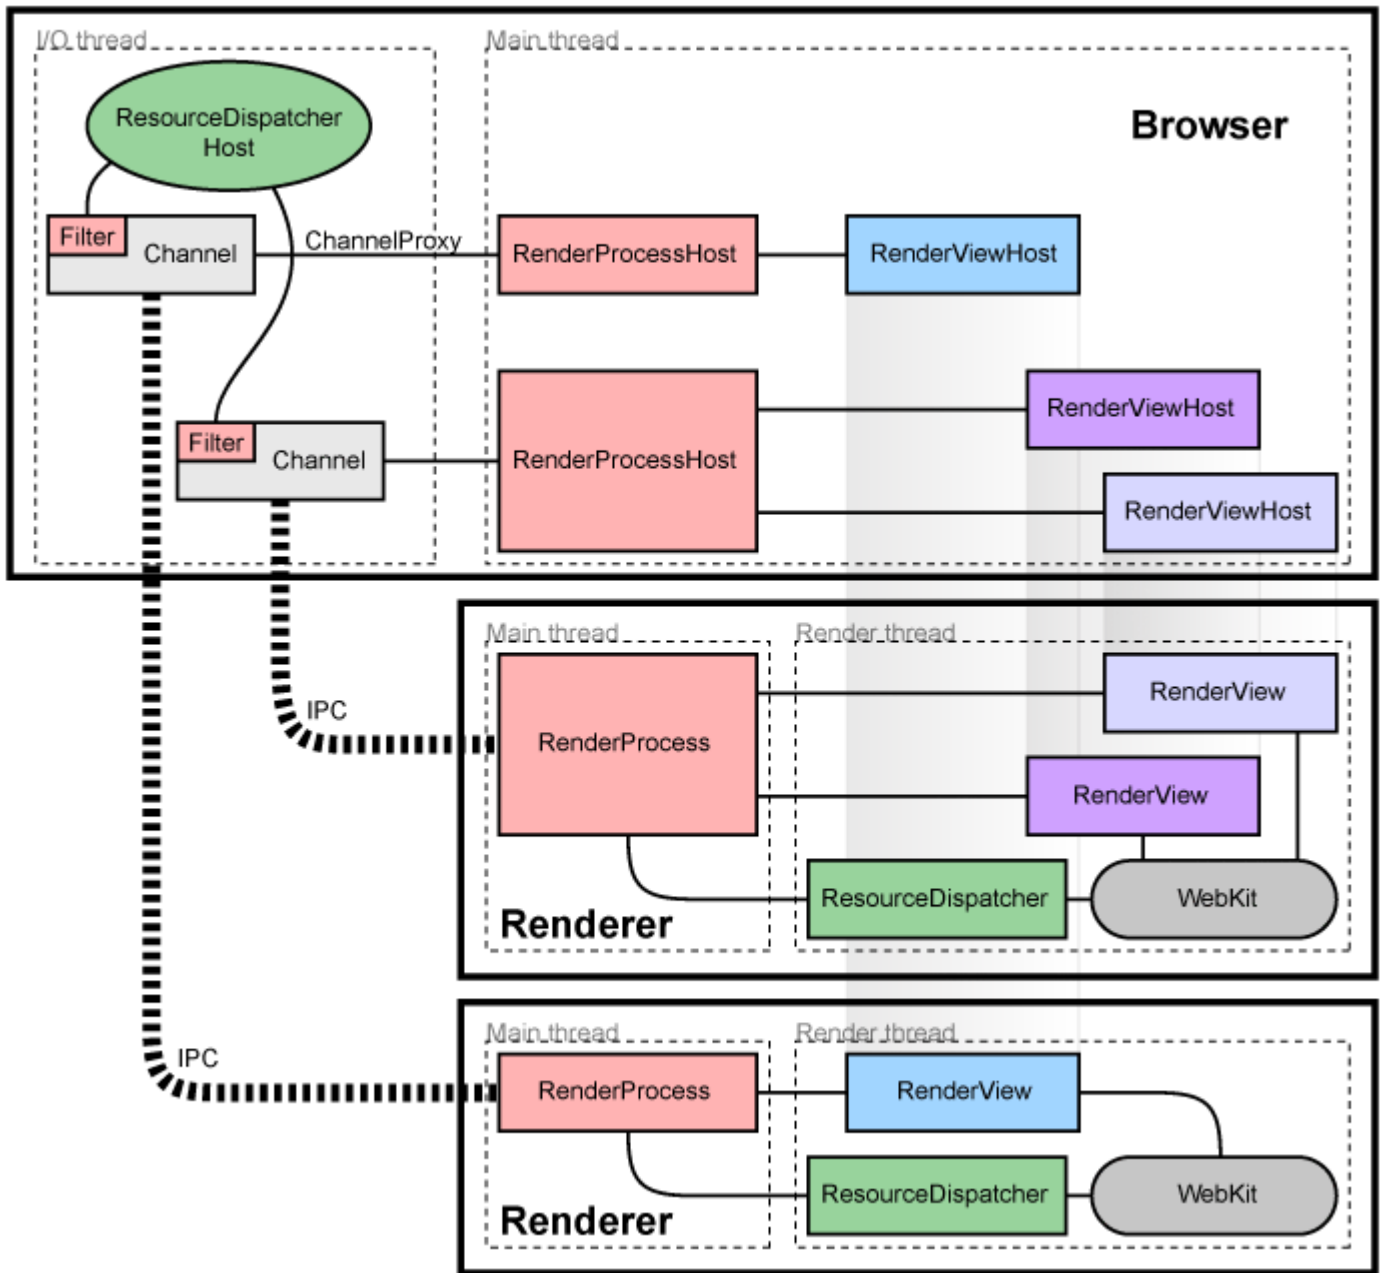 I/O thread
Main thread
ResourceDispatcher
Host
Browser
Filter
Channel
ChannelProxy
RenderProcessHost
RenderViewHost
RenderViewHost
Filter
Channel
RenderProcessHost
RenderViewHost
Main thread
Render thread
RenderView
IPC
RenderProcess
RenderView
ResourceDispatcher
WebKit
Renderer
Main thread
Render thread
IPC
RenderProcess
RenderView
ResourceDispatcher
WebKit
Renderer